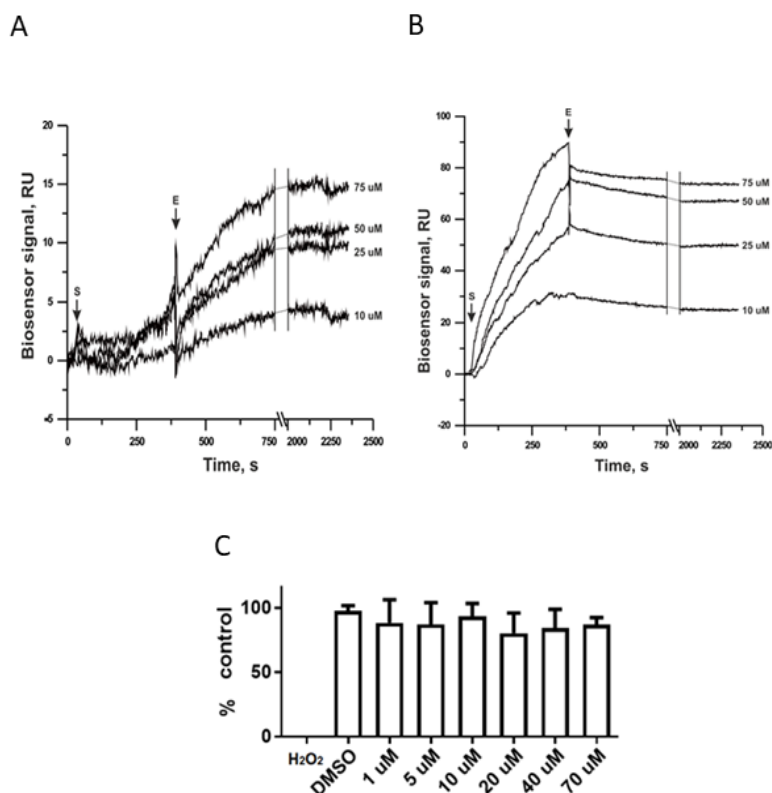 A
B
20
15
10
5
0
-5
S
E
75 uM
50 uM
25 uM
10 uM
0
250
500
750
2000
2500
Biosensor signal, RU
Time, s
100
80
60
40
20
0
-20
S
E
75 uM
50 uM
25 uM
10 uM
0
250
500
750
2000
2500
Biosensor signal, RU
Time, s
C
100
50
0
% control
H₂O₂
DMSO
1 uM
5 uM
10 uM
20 uM
40 uM
70 uM